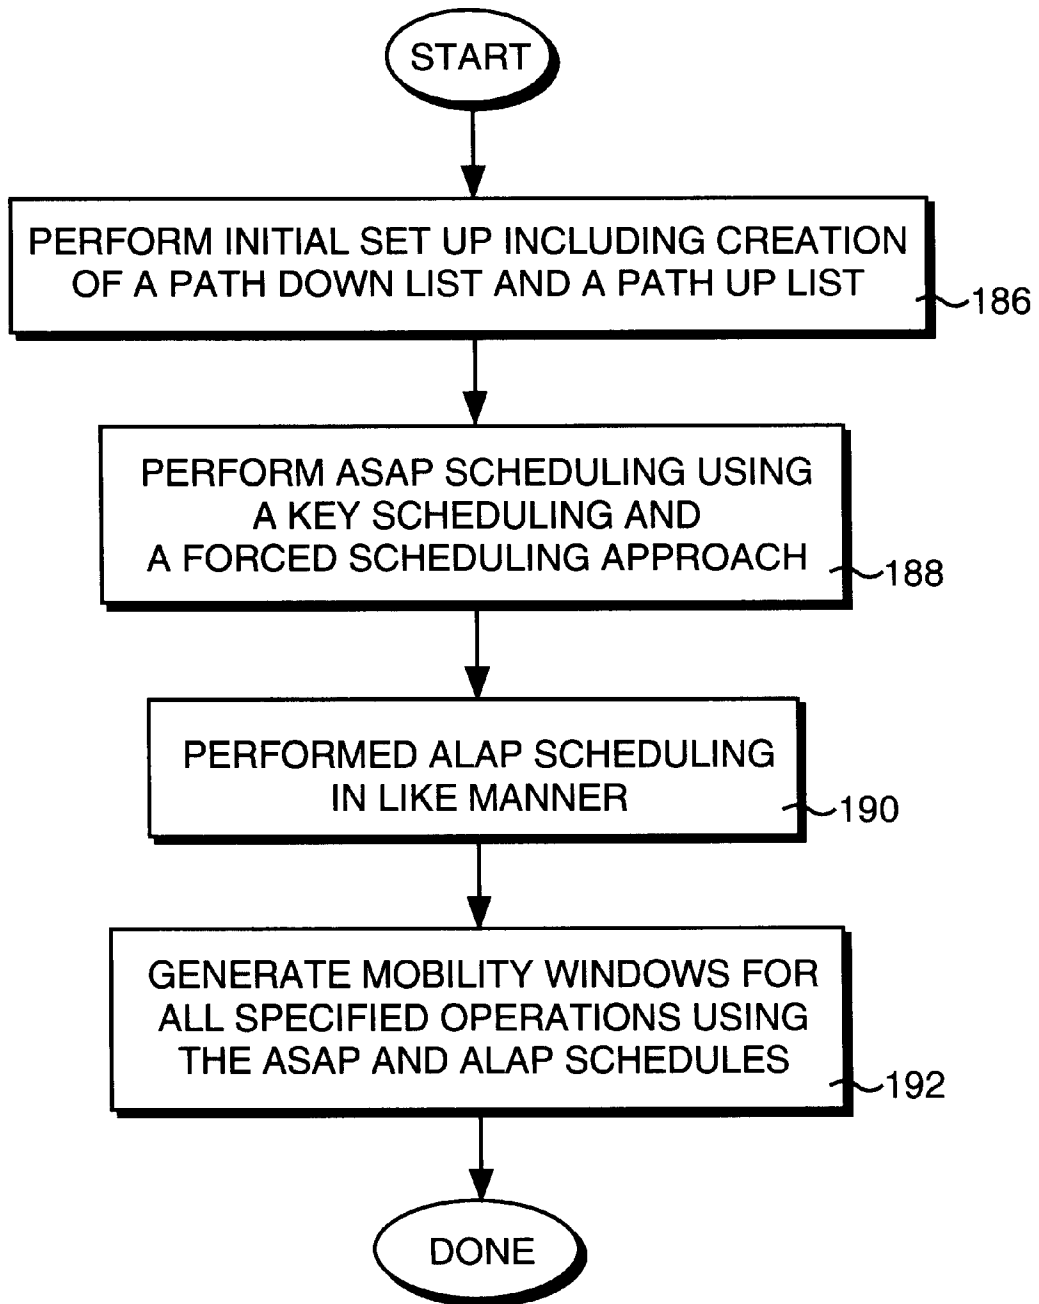 START
PERFORM INITIAL SET UP INCLUDING CREATION
OF A PATH DOWN LIST AND A PATH UP LIST
186
PERFORM ASAP SCHEDULING USING
A KEY SCHEDULING AND
A FORCED SCHEDULING APPROACH
188
PERFORMED ALAP SCHEDULING
IN LIKE MANNER
190
GENERATE MOBILITY WINDOWS FOR
ALL SPECIFIED OPERATIONS USING
THE ASAP AND ALAP SCHEDULES
192
DONE